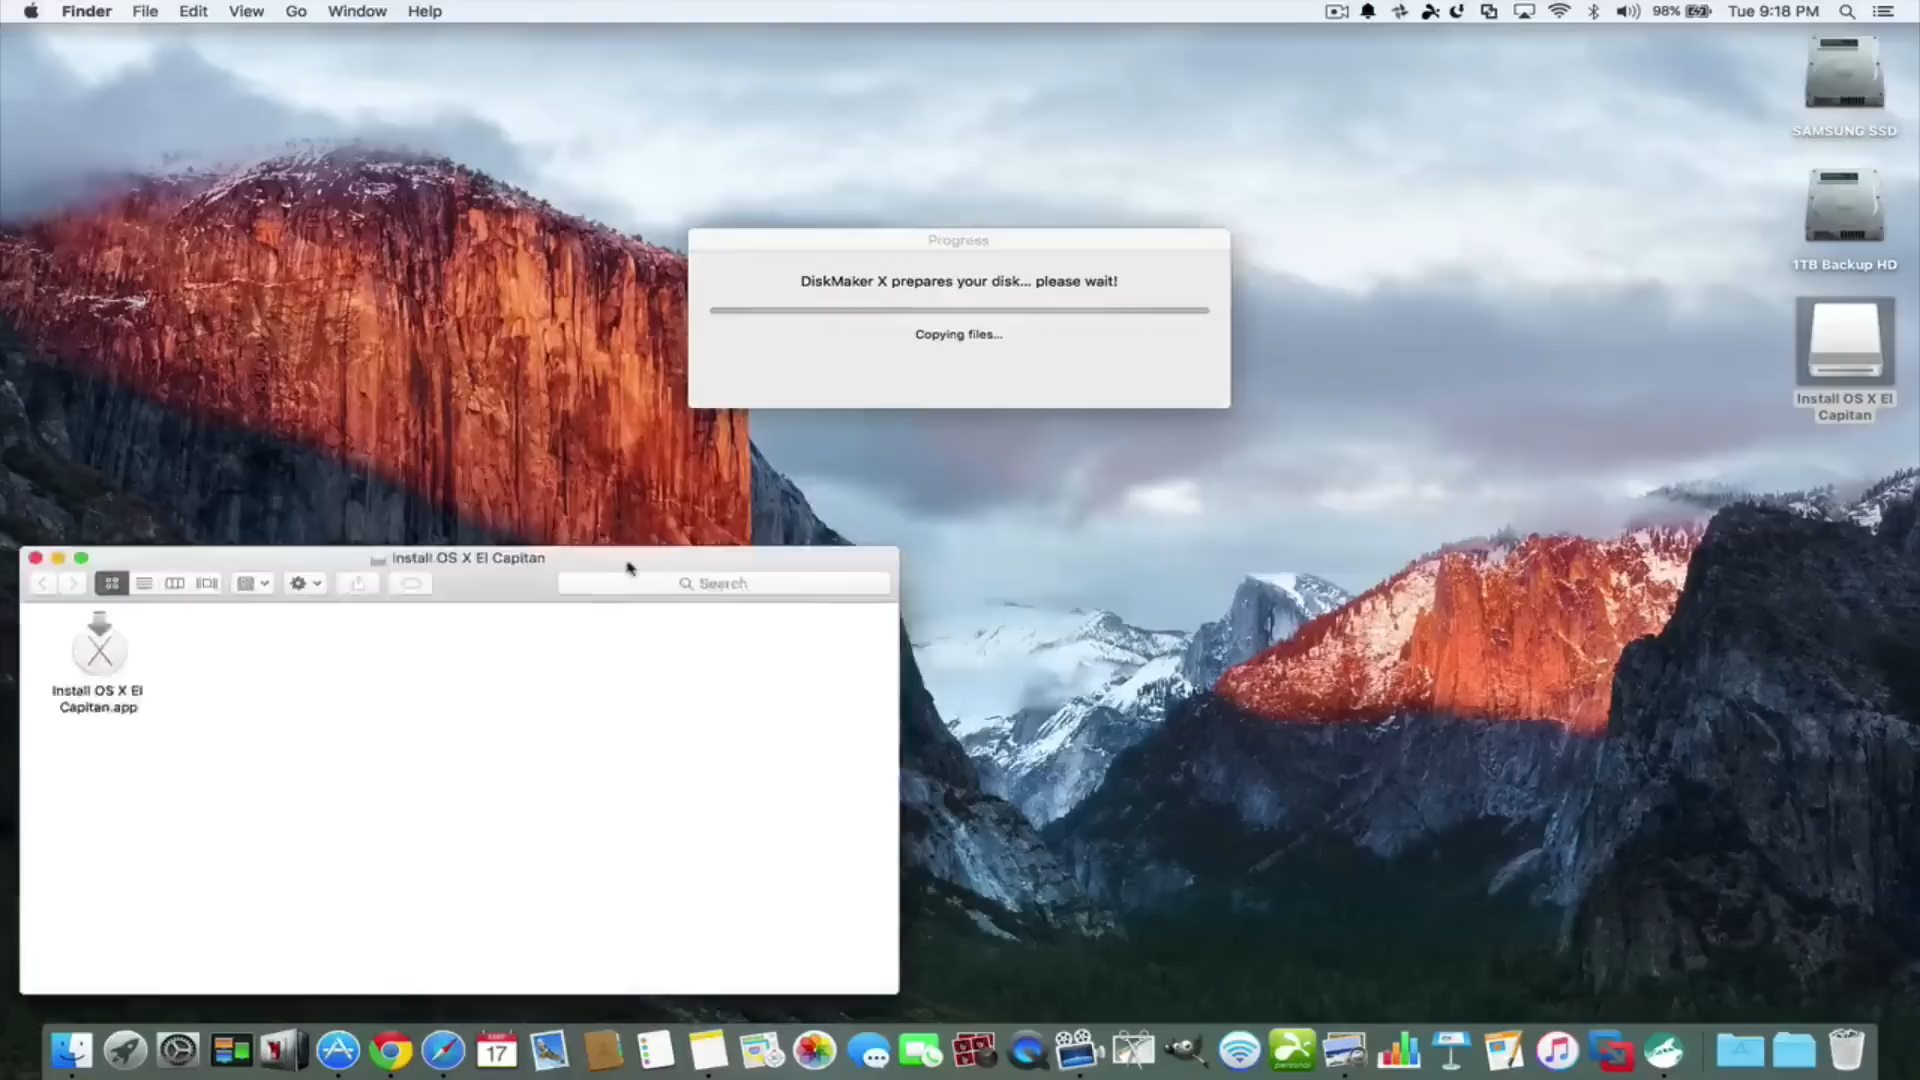 Finder File Edit View Go Window Help
98% Tue 9:18 PM
SAMSUNG SSD
1TB Backup HD
Install OS X El
Capitan
Progress
DiskMaker X prepares your disk... please wait!
Copying files...
Install OS X El Capitan
Search
Install OS X El
Capitan.app
17
personal